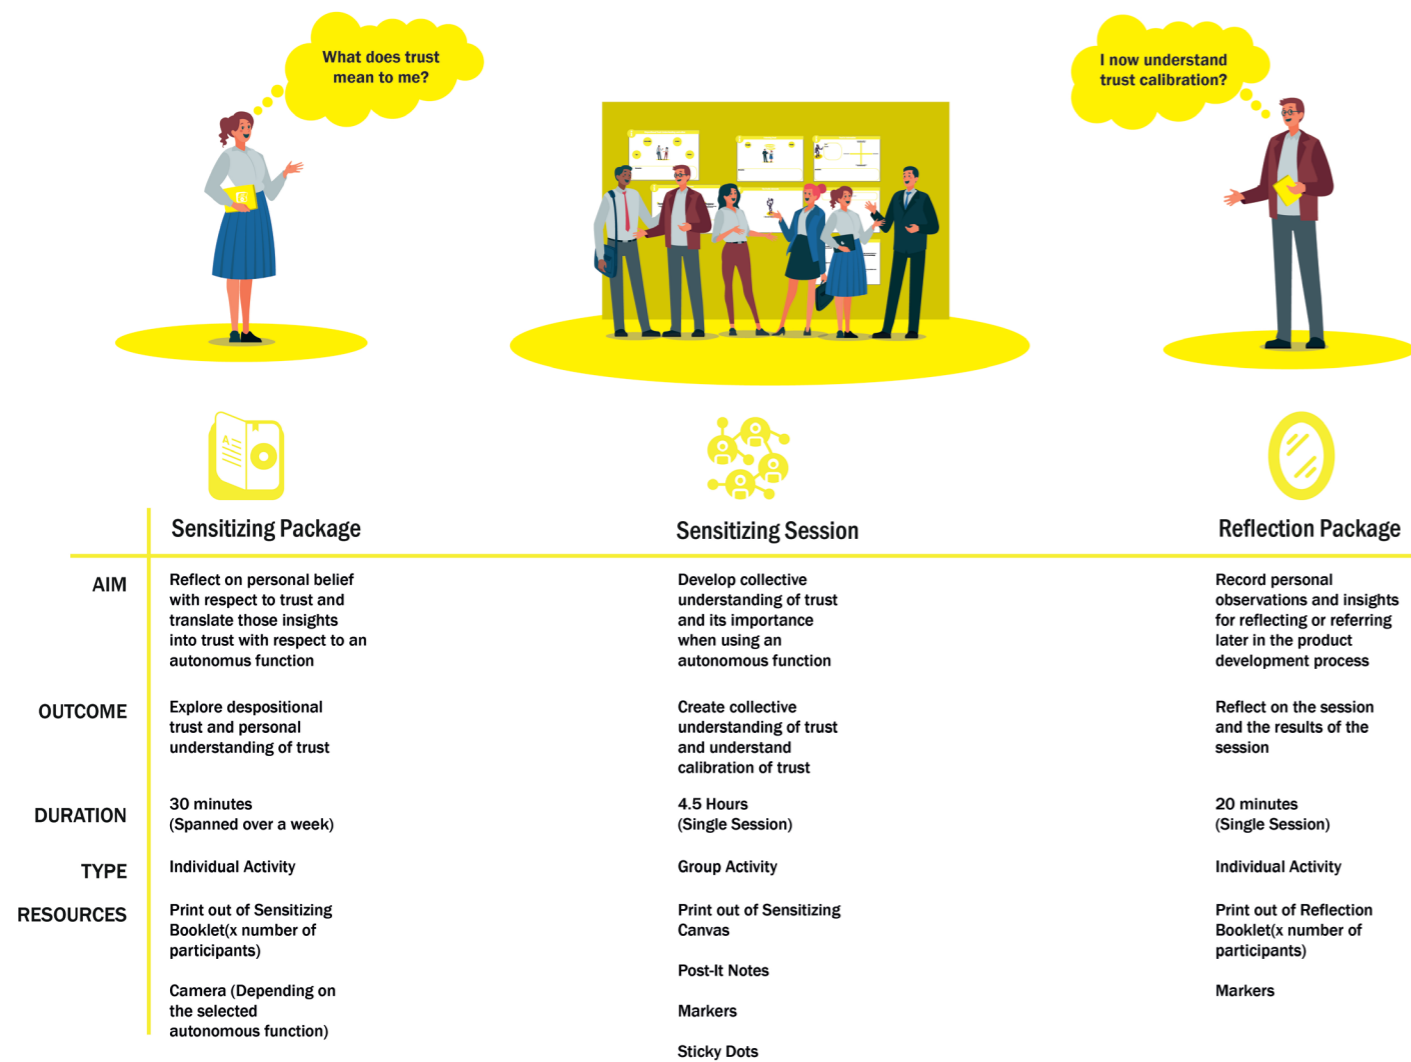 What does trust
mean to me?
I now understand
trust calibration?
Sensitizing Package
Sensitizing Session
Reflection Package
AIM
Reflect on personal belief
with respect to trust and
translate those insights
into trust with respect to an
autonomus function
Develop collective
understanding of trust
and its importance
when using an
autonomous function
Record personal
observations and insights
for reflecting or referring
later in the product
development process
OUTCOME
Explore despositional
trust and personal
understanding of trust
Create collective
understanding of trust
and understand
calibration of trust
Reflect on the session
and the results of the
session
DURATION
30 minutes
(Spanned over a week)
4.5 Hours
(Single Session)
20 minutes
(Single Session)
TYPE
Individual Activity
Group Activity
Individual Activity
RESOURCES
Print out of Sensitizing
Booklet(x number of
participants)
Camera (Depending on
the selected
autonomous function)
Print out of Sensitizing
Canvas
Post-It Notes
Markers
Sticky Dots
Print out of Reflection
Booklet(x number of
participants)
Markers